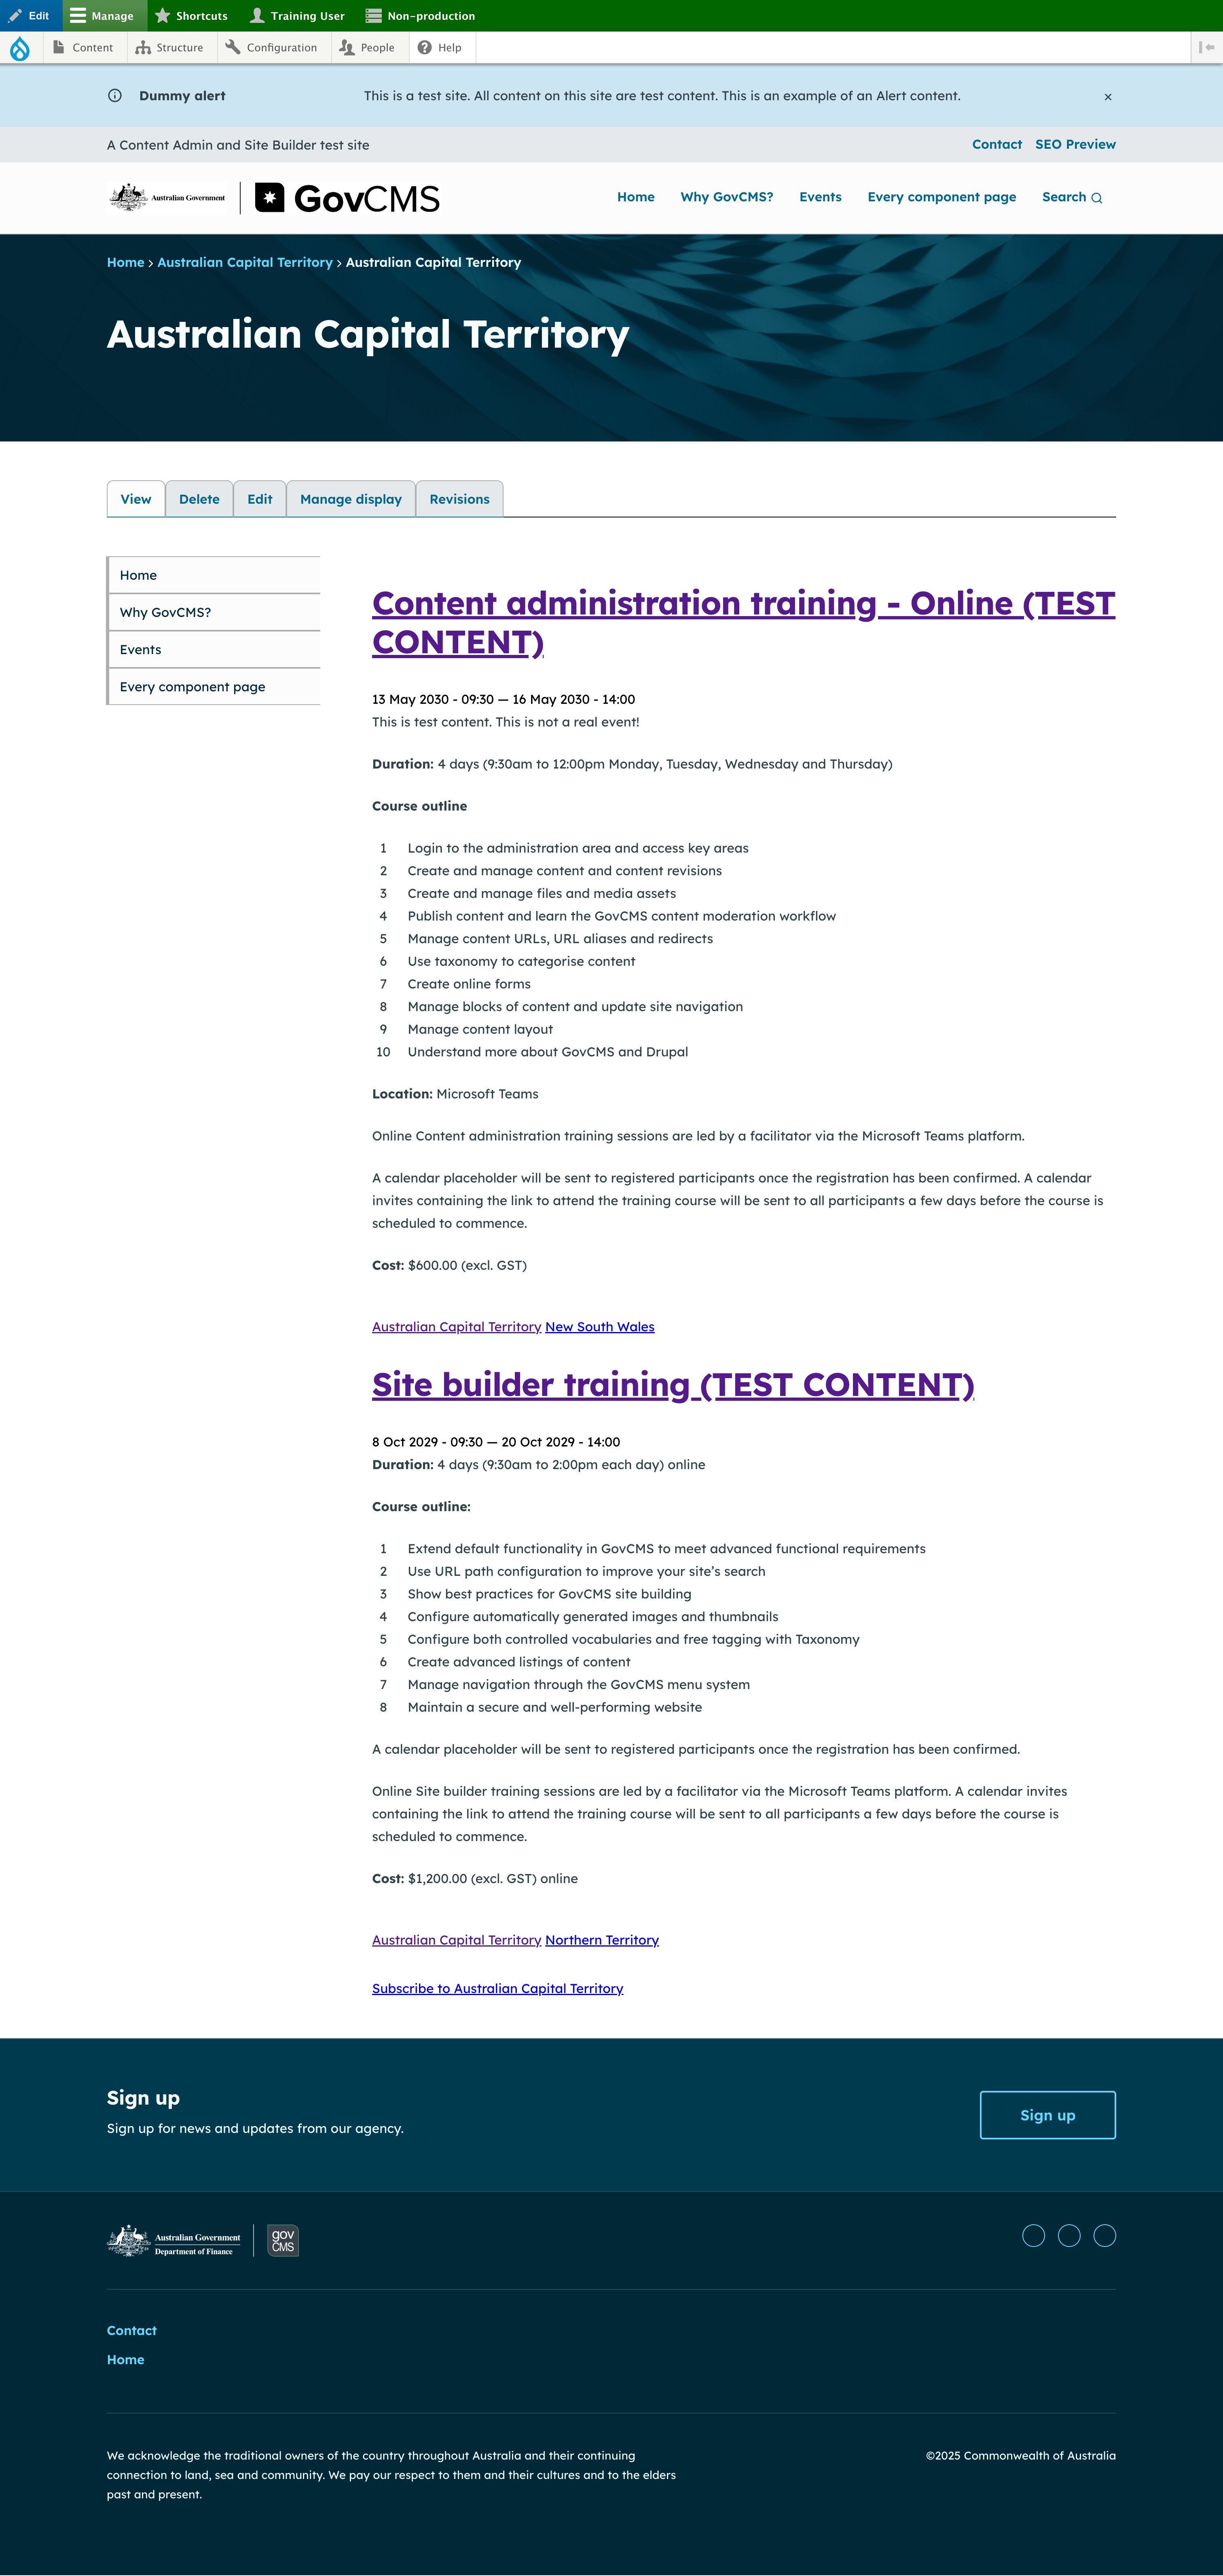 Edit Manage Shortcuts Training User Non-production
Content Structure Configuration People Help
Dummy alert This is a test site. All content on this site are test content. This is an example of an Alert content. ×
A Content Admin and Site Builder test site Contact SEO Preview
Australian Government GovCMS Home Why GovCMS? Events Every component page Search
Home > Australian Capital Territory > Australian Capital Territory
Australian Capital Territory
View Delete Edit Manage display Revisions
Home
Why GovCMS?
Events
Every component page
Content administration training - Online (TEST
CONTENT)
13 May 2030 - 09:30 — 16 May 2030 - 14:00
This is test content. This is not a real event!
Duration: 4 days (9:30am to 12:00pm Monday, Tuesday, Wednesday and Thursday)
Course outline
1 Login to the administration area and access key areas
2 Create and manage content and content revisions
3 Create and manage files and media assets
4 Publish content and learn the GovCMS content moderation workflow
5 Manage content URLs, URL aliases and redirects
6 Use taxonomy to categorise content
7 Create online forms
8 Manage blocks of content and update site navigation
9 Manage content layout
10 Understand more about GovCMS and Drupal
Location: Microsoft Teams
Online Content administration training sessions are led by a facilitator via the Microsoft Teams platform.
A calendar placeholder will be sent to registered participants once the registration has been confirmed. A calendar
invites containing the link to attend the training course will be sent to all participants a few days before the course is
scheduled to commence.
Cost: $600.00 (excl. GST)
Australian Capital Territory New South Wales
Site builder training (TEST CONTENT)
8 Oct 2029 - 09:30 — 20 Oct 2029 - 14:00
Duration: 4 days (9:30am to 2:00pm each day) online
Course outline:
1 Extend default functionality in GovCMS to meet advanced functional requirements
2 Use URL path configuration to improve your site’s search
3 Show best practices for GovCMS site building
4 Configure automatically generated images and thumbnails
5 Configure both controlled vocabularies and free tagging with Taxonomy
6 Create advanced listings of content
7 Manage navigation through the GovCMS menu system
8 Maintain a secure and well-performing website
A calendar placeholder will be sent to registered participants once the registration has been confirmed.
Online Site builder training sessions are led by a facilitator via the Microsoft Teams platform. A calendar invites
containing the link to attend the training course will be sent to all participants a few days before the course is
scheduled to commence.
Cost: $1,200.00 (excl. GST) online
Australian Capital Territory Northern Territory
Subscribe to Australian Capital Territory
Sign up
Sign up for news and updates from our agency.
Sign up
Australian Government
Department of Finance
gov
CMS
Contact
Home
We acknowledge the traditional owners of the country throughout Australia and their continuing
connection to land, sea and community. We pay our respect to them and their cultures and to the elders
past and present.
©2025 Commonwealth of Australia